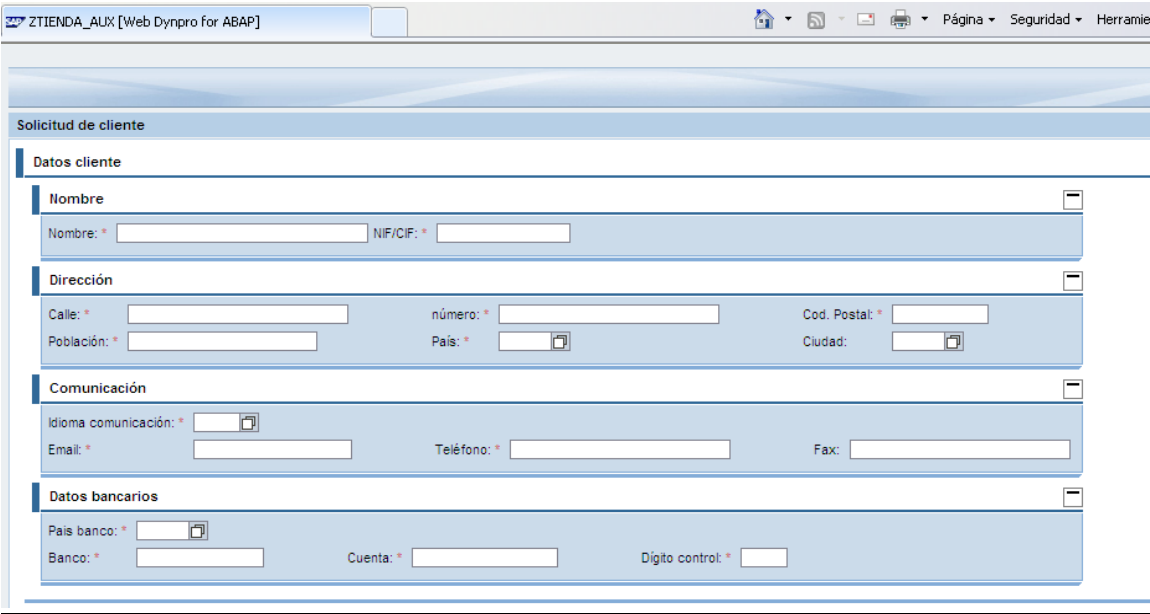 SAP ZTIENDA_AUX [Web Dynpro for ABAP]
Página Seguridad Herramie
Solicitud de cliente
Datos cliente
Nombre
Nombre: * NIF/CIF: *
Dirección
Calle: * número: * Cod. Postal: *
Población: * País: * Ciudad:
Comunicación
Idioma comunicación: *
Email: * Teléfono: * Fax:
Datos bancarios
Pais banco: *
Banco: * Cuenta: * Dígito control: *